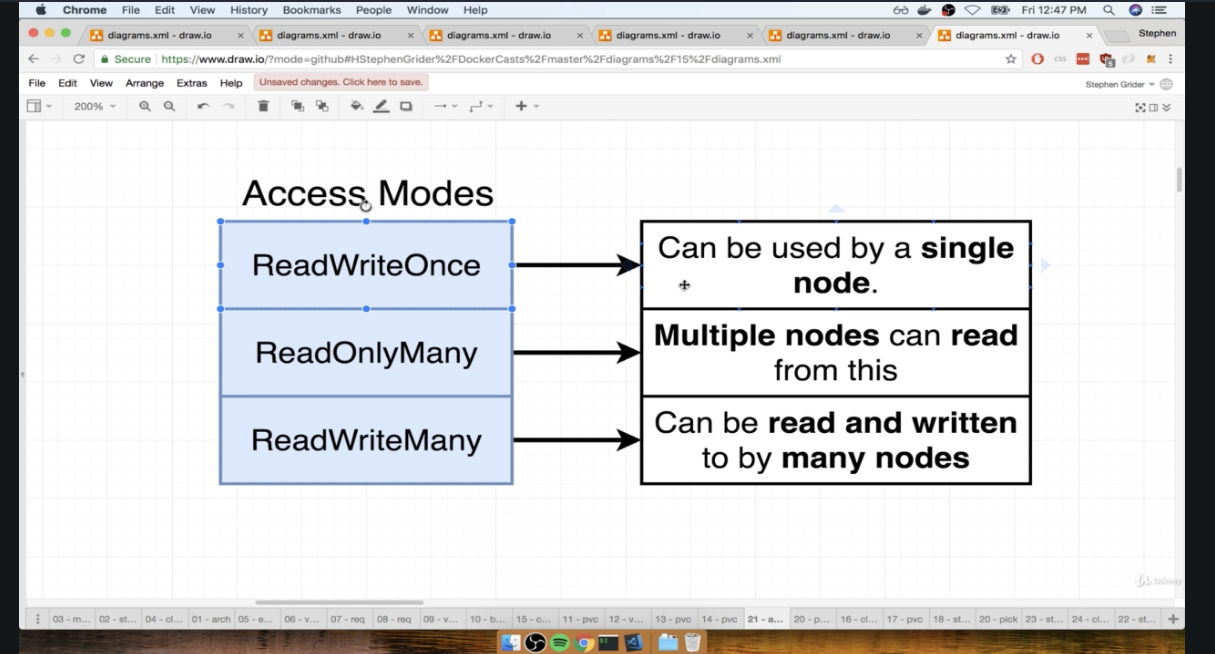 Chrome File Edit View History Bookmarks People Window Help Fri 12:47 PM
diagrams.xml - draw.io × diagrams.xml - draw.io × diagrams.xml - draw.io × diagrams.xml - draw.io × diagrams.xml - draw.io × diagrams.xml - draw.io × Stephen
Secure https://www.draw.io/?mode=github#HStephenGrider%2FDockerCasts%2Fmaster%2Fdiagrams%2F15%2Fdiagrams.xml
File Edit View Arrange Extras Help Unsaved changes. Click here to save. Stephen Grider
200%
Access Modes
ReadWriteOnce
Can be used by a single
node.
ReadOnlyMany
Multiple nodes can read
from this
ReadWriteMany
Can be read and written
to by many nodes
Udemy
03 - m... 02 - st... 04 - cl... 01 - arch 05 - e... 06 - v... 07 - req 08 - req 09 - v... 10 - b... 15 - c... 11 - pvc 12 - v... 13 - pvc 14 - pvc 21 - a... 20 - p... 16 - cl... 17 - pvc 18 - st... 20 - pick 23 - st... 24 - cl... 22 - st...